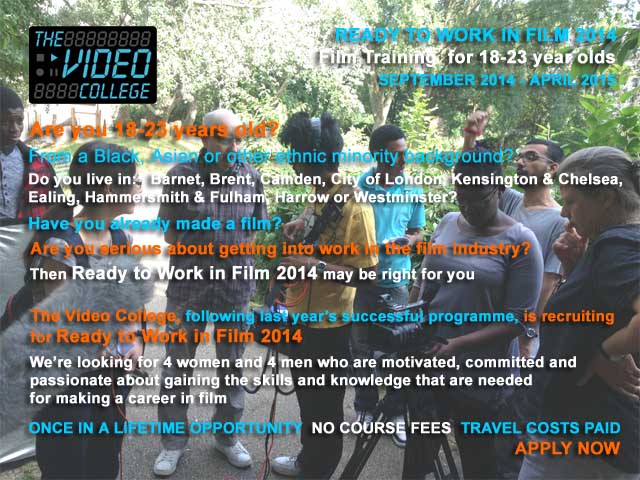 THE
VIDEO
COLLEGE
READY TO WORK IN FILM 2014
Film Training for 18-23 year olds
SEPTEMBER 2014 - APRIL 2015
Are you 18-23 years old?
From a Black, Asian or other ethnic minority background?
Do you live in:- Barnet, Brent, Camden, City of London, Kensington & Chelsea,
Ealing, Hammersmith & Fulham, Harrow or Westminster?
Have you already made a film?
Are you serious about getting into work in the film industry?
Then Ready to Work in Film 2014 may be right for you
The Video College, following last year's successful programme, is recruiting
for Ready to Work in Film 2014
We're looking for 4 women and 4 men who are motivated, committed and
passionate about gaining the skills and knowledge that are needed
for making a career in film
ONCE IN A LIFETIME OPPORTUNITY NO COURSE FEES TRAVEL COSTS PAID
APPLY NOW